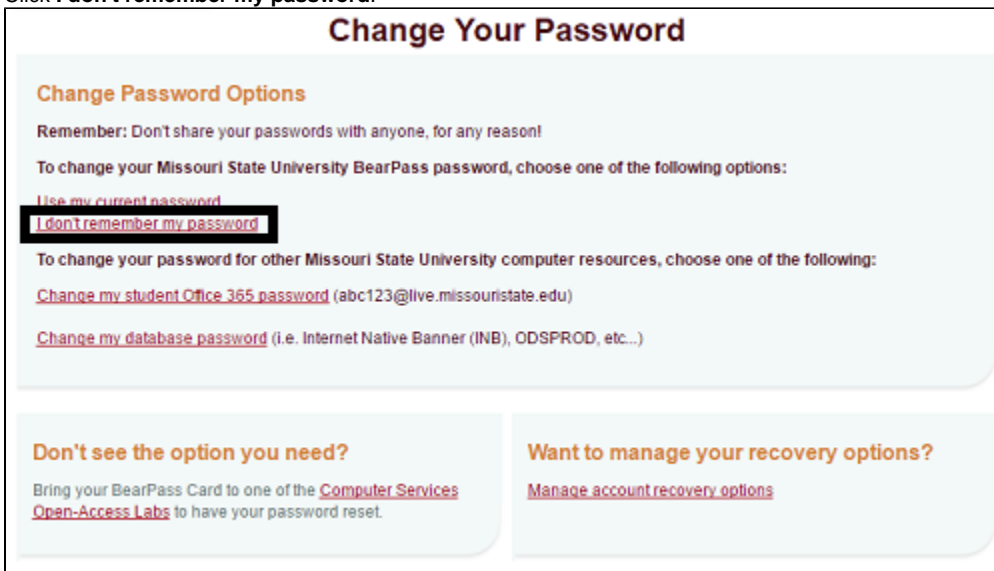 Click I don't remember my password.
Change Your Password
Change Password Options
Remember: Don't share your passwords with anyone, for any reason!
To change your Missouri State University BearPass password, choose one of the following options:
Use my current password
I don't remember my password
To change your password for other Missouri State University computer resources, choose one of the following:
Change my student Office 365 password (abc123@live.missouristate.edu)
Change my database password (i.e. Internet Native Banner (INB), ODSPROD, etc...)
Don't see the option you need?
Bring your BearPass Card to one of the Computer Services
Open-Access Labs to have your password reset.
Want to manage your recovery options?
Manage account recovery options